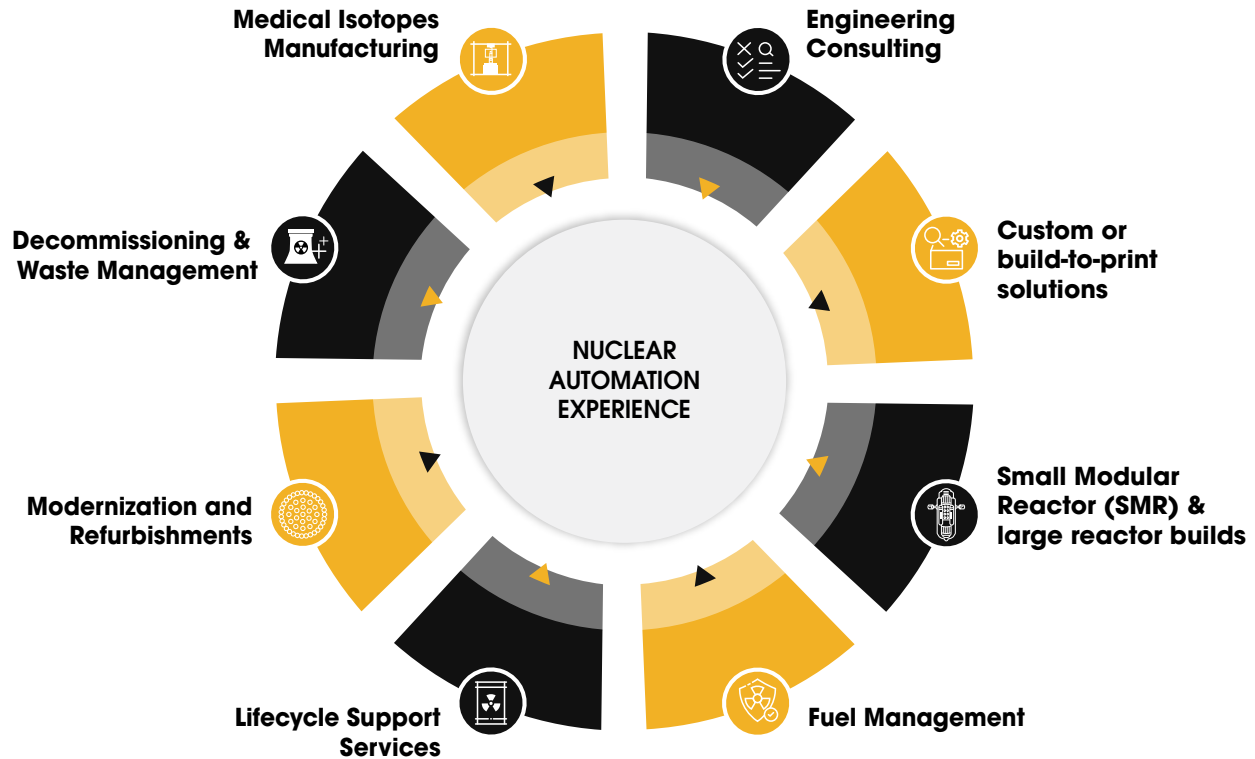 Medical Isotopes
Manufacturing
Engineering
Consulting
Custom or
build-to-print
solutions
Small Modular
Reactor (SMR) &
large reactor builds
Fuel Management
Lifecycle Support
Services
Modernization and
Refurbishments
Decommissioning &
Waste Management
NUCLEAR
AUTOMATION
EXPERIENCE